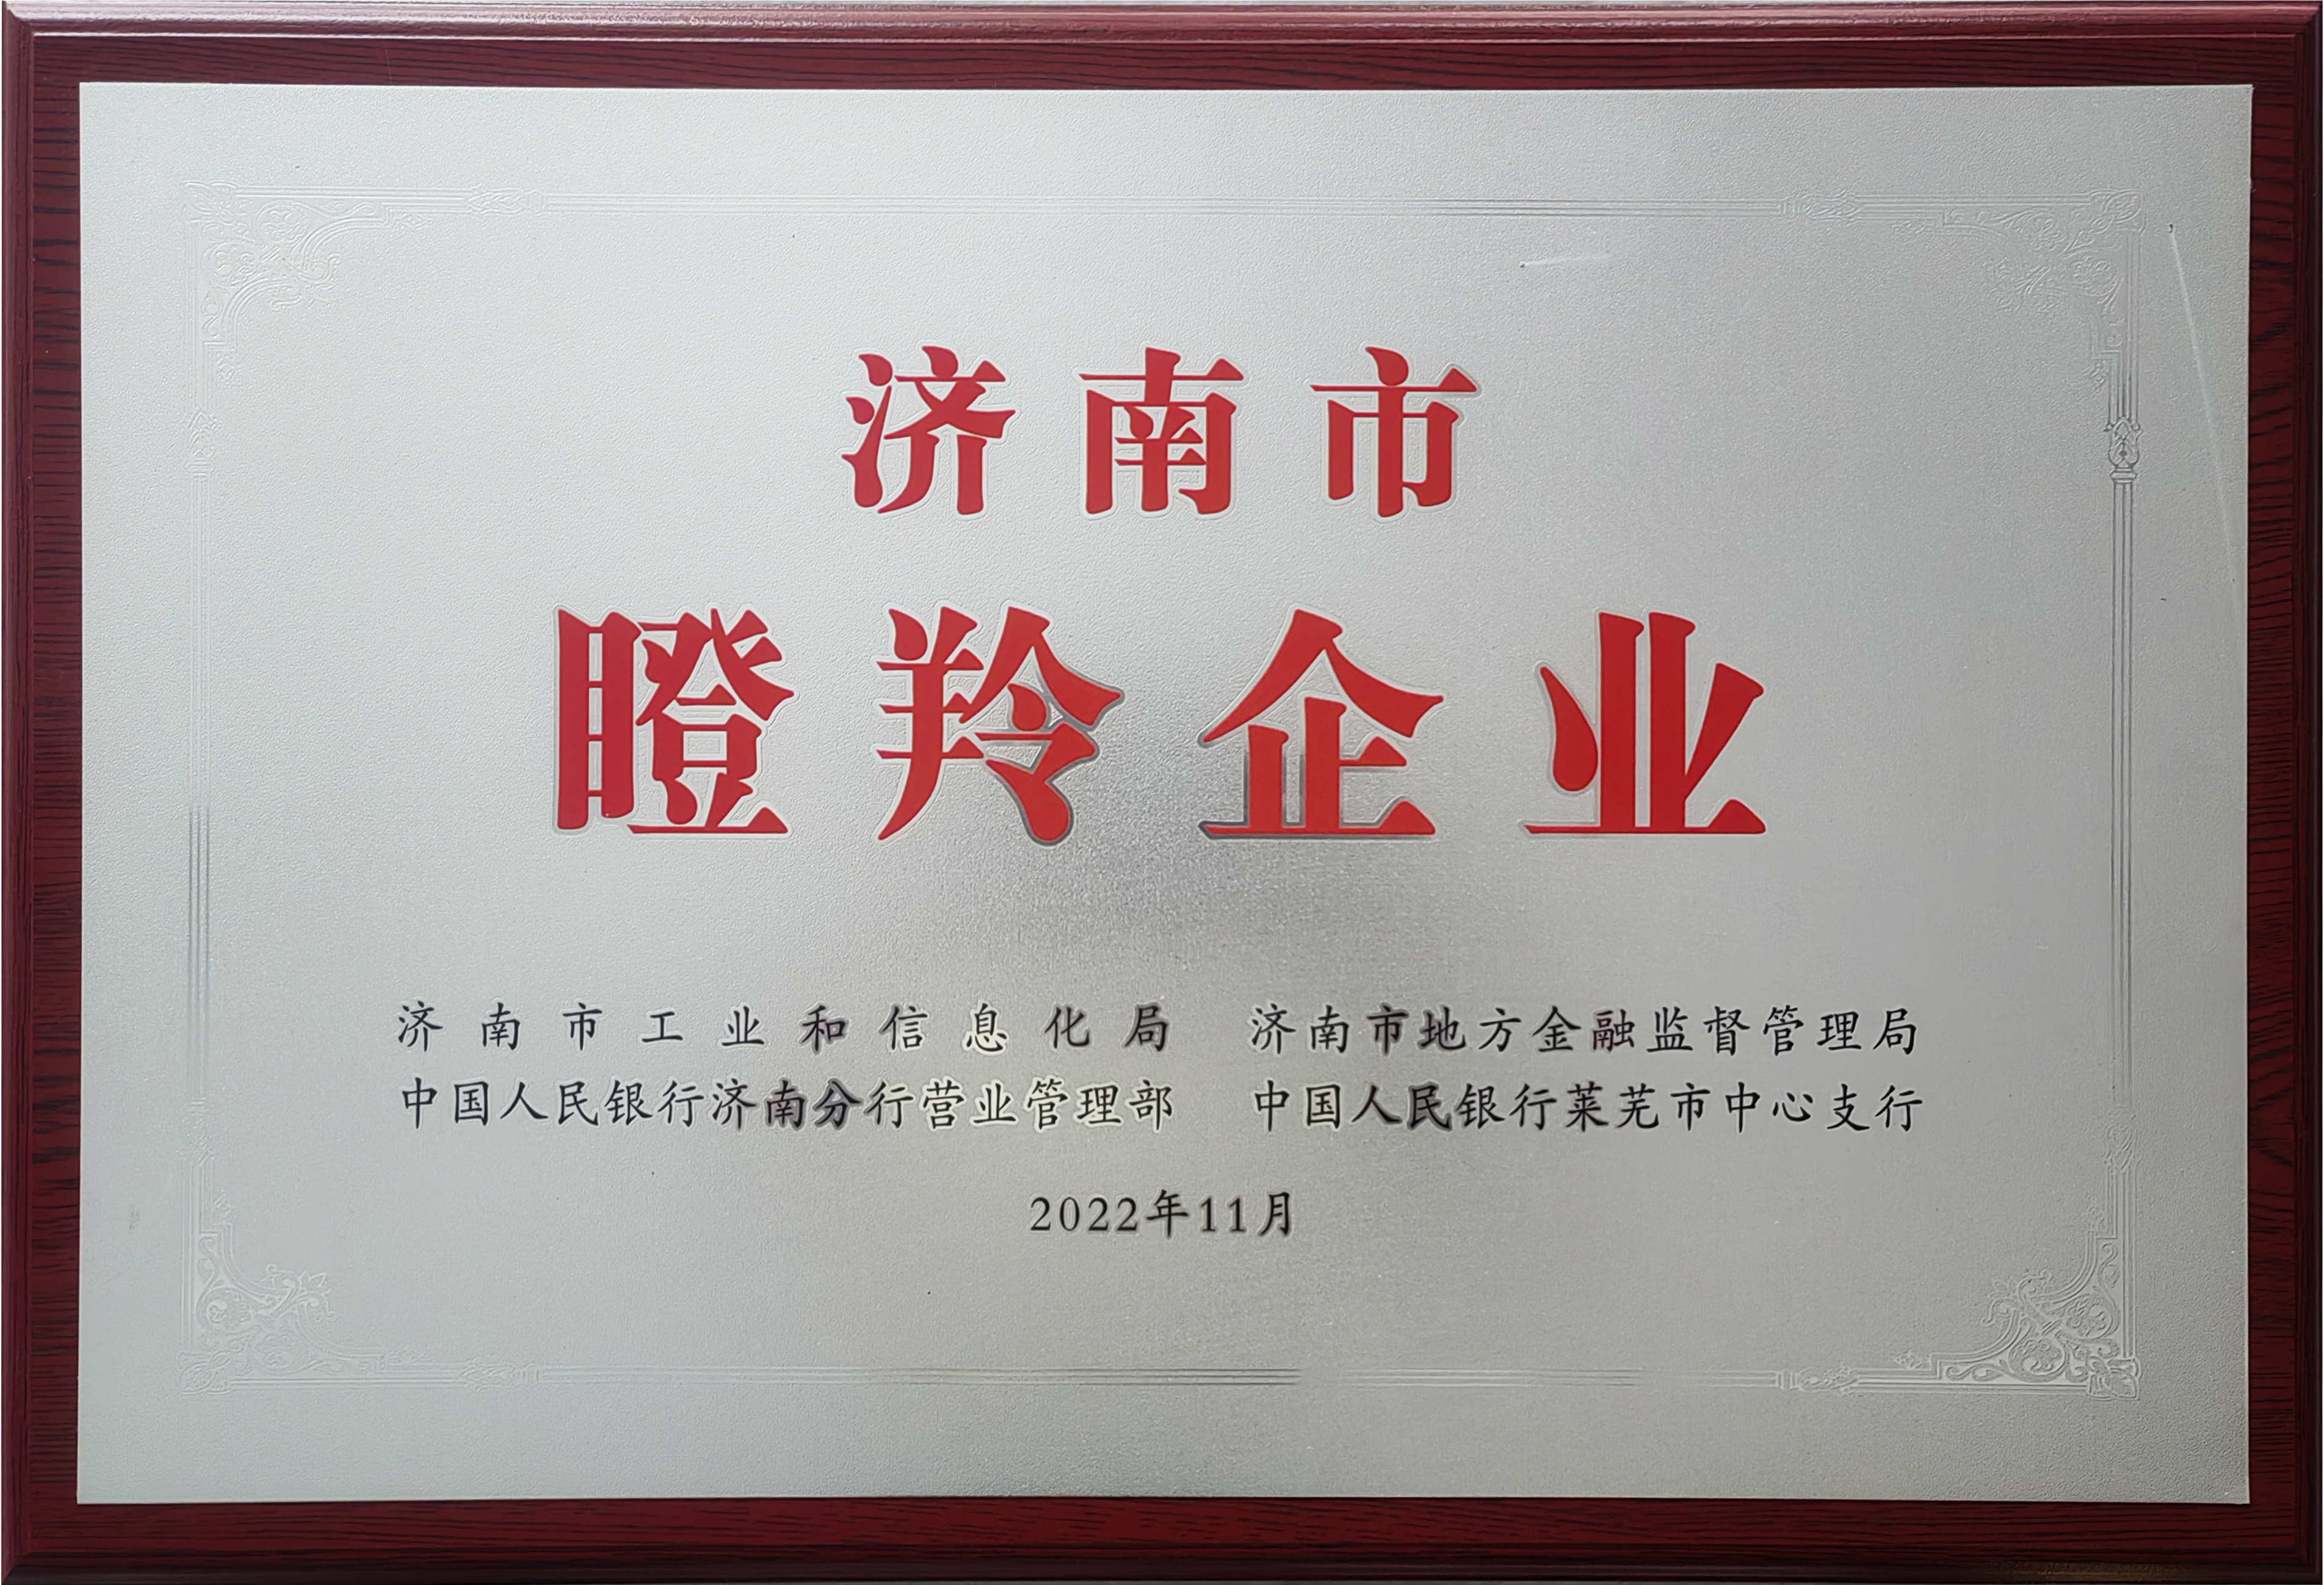 济南市
瞪羚企业
济南市工业和信息化局 济南市地方金融监督管理局
中国人民银行济南分行营业管理部 中国人民银行莱芜市中心支行
2022年11月